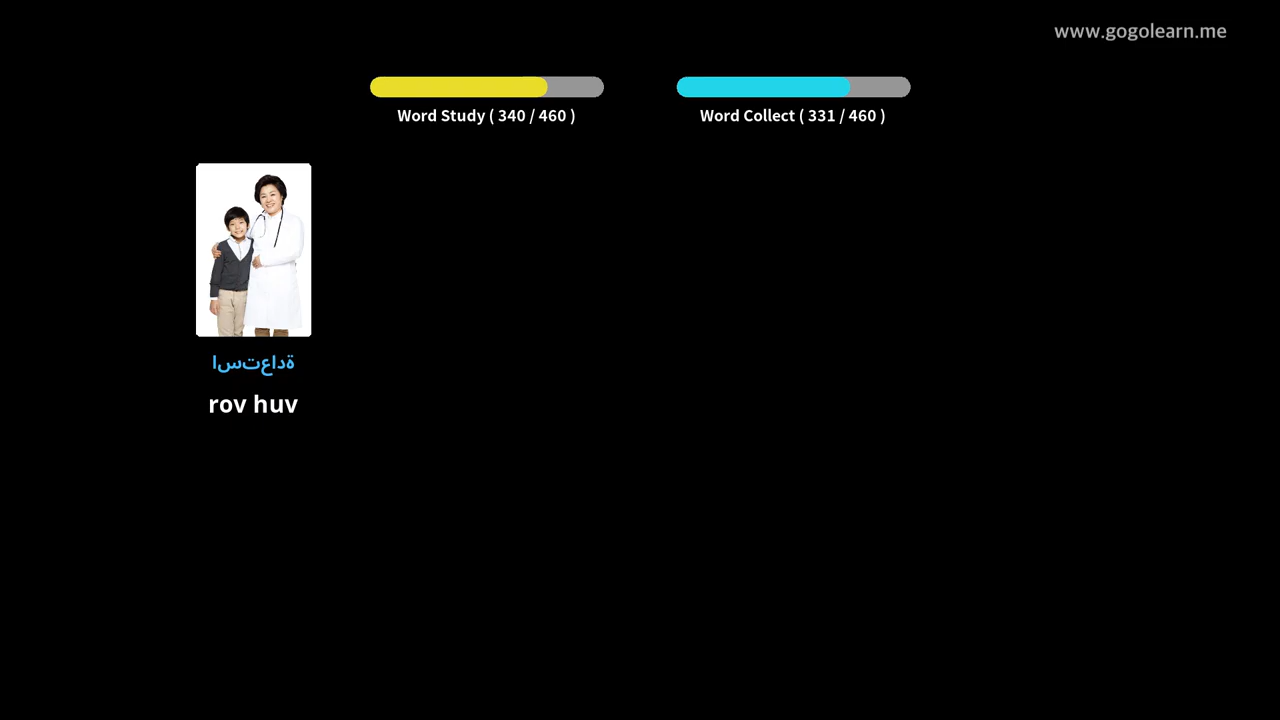 www.gogolearn.me
Word Study ( 340 / 460 )
Word Collect ( 331 / 460 )
استعادة
rov huv